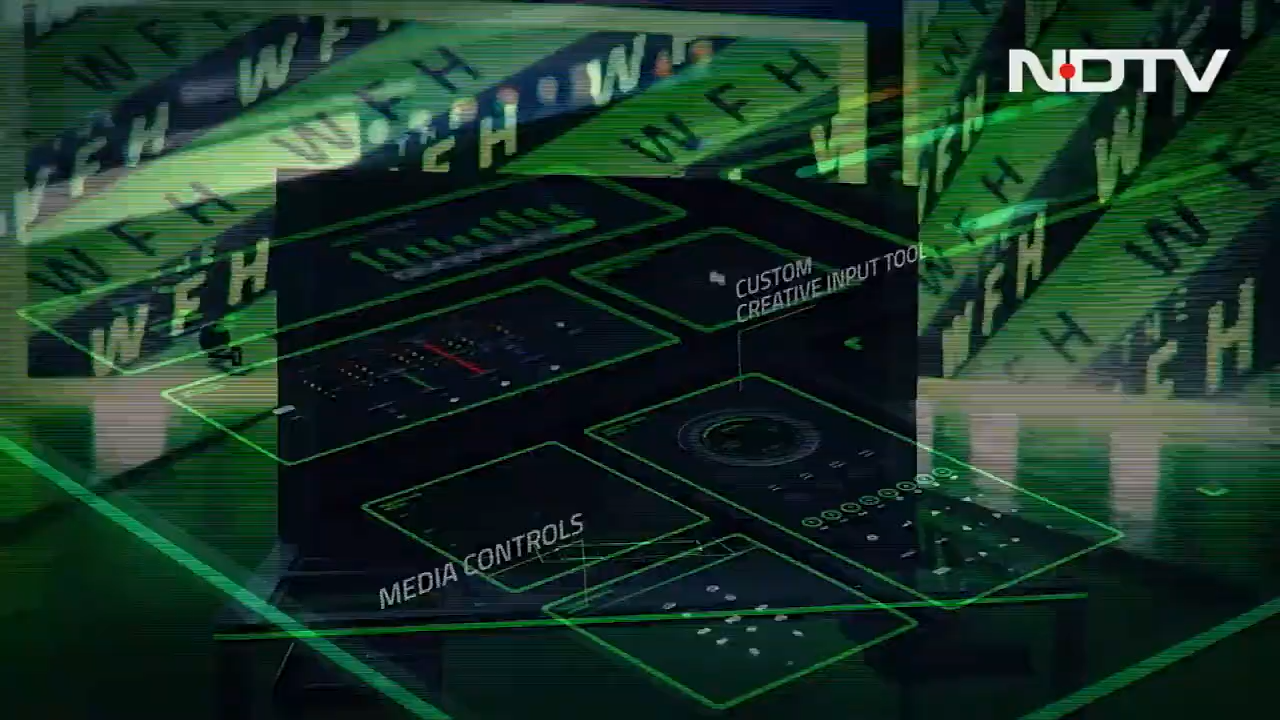 NDTV
W F H
W F H
W F H
W F H
W F H
W F H
W F H
CUSTOM
CREATIVE INPUT TOOL
MEDIA CONTROLS